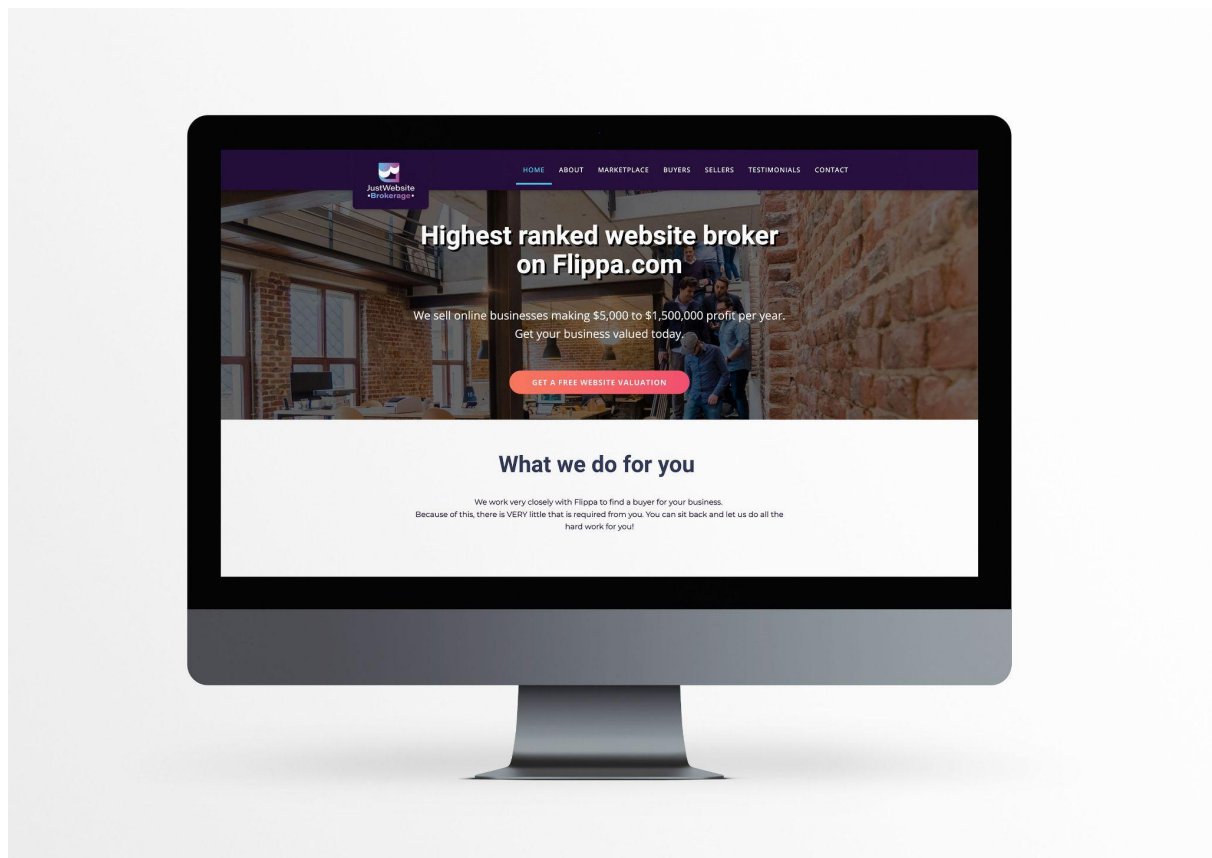 JustWebsite
•Brokerage•
HOME ABOUT MARKETPLACE BUYERS SELLERS TESTIMONIALS CONTACT
Highest ranked website broker
on Flippa.com
We sell online businesses making $5,000 to $1,500,000 profit per year.
Get your business valued today.
GET A FREE WEBSITE VALUATION
What we do for you
We work very closely with Flippa to find a buyer for your business.
Because of this, there is VERY little that is required from you. You can sit back and let us do all the
hard work for you!